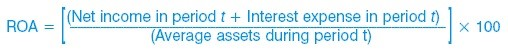 ROA = [(Net income in period t + Interest expense in period t) / (Average assets during period t)] × 100